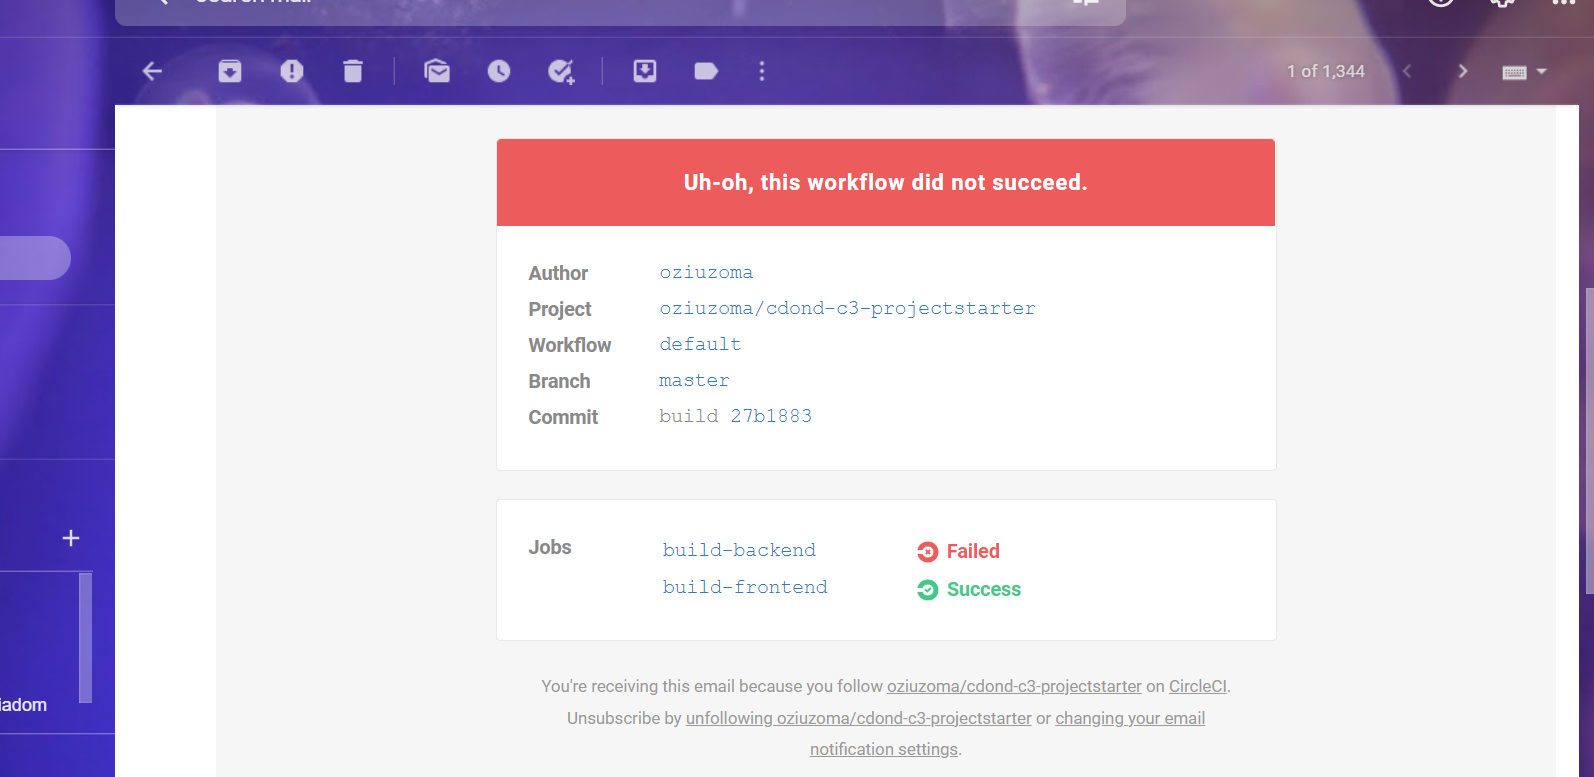 1 of 1,344
Uh-oh, this workflow did not succeed.
Author oziuzoma
Project oziuzoma/cdond-c3-projectstarter
Workflow default
Branch master
Commit build 27b1883
Jobs build-backend Failed
build-frontend Success
iadom
You're receiving this email because you follow oziuzoma/cdond-c3-projectstarter on CircleCI.
Unsubscribe by unfollowing oziuzoma/cdond-c3-projectstarter or changing your email
notification settings.